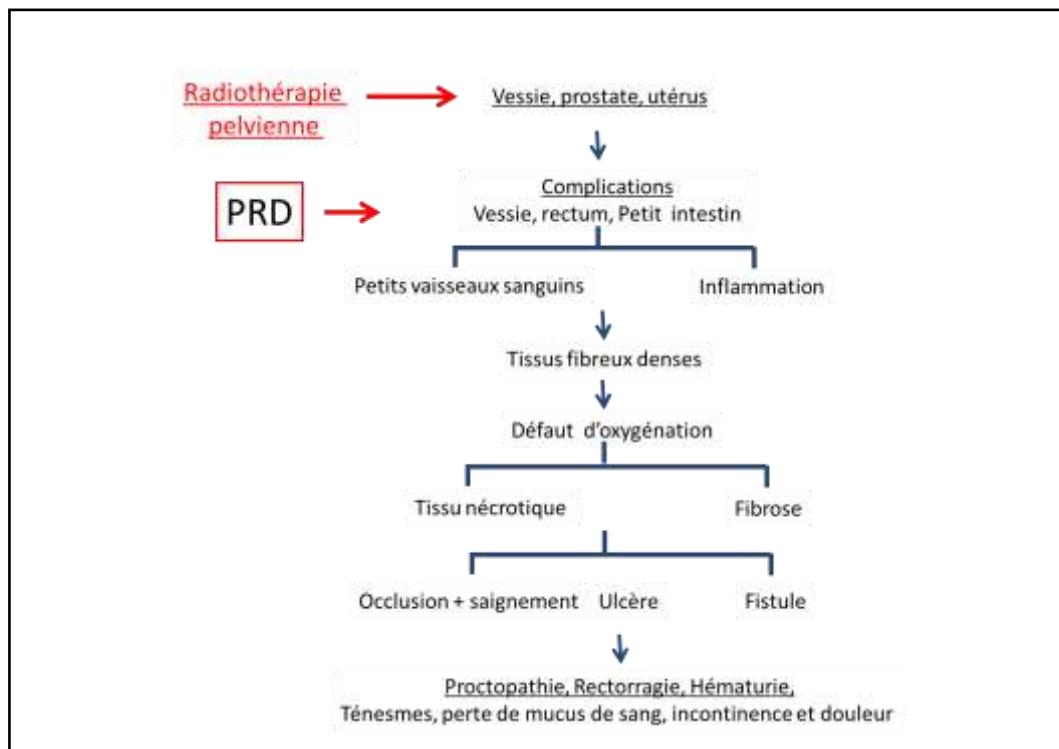 Radiothérapie
pelvienne
Vessie, prostate, utérus
Complications
PRD
Vessie, rectum, Petit intestin
Petits vaisseaux sanguins
Inflammation
Tissus fibreux denses
Défaut d'oxygénation
Tissu nécrotique
Fibrose
Occlusion + saignement
Ulcère
Fistule
Proctopathie, Rectorragie, Hématurie,
Ténesmes, perte de mucus de sang, incontinence et douleur